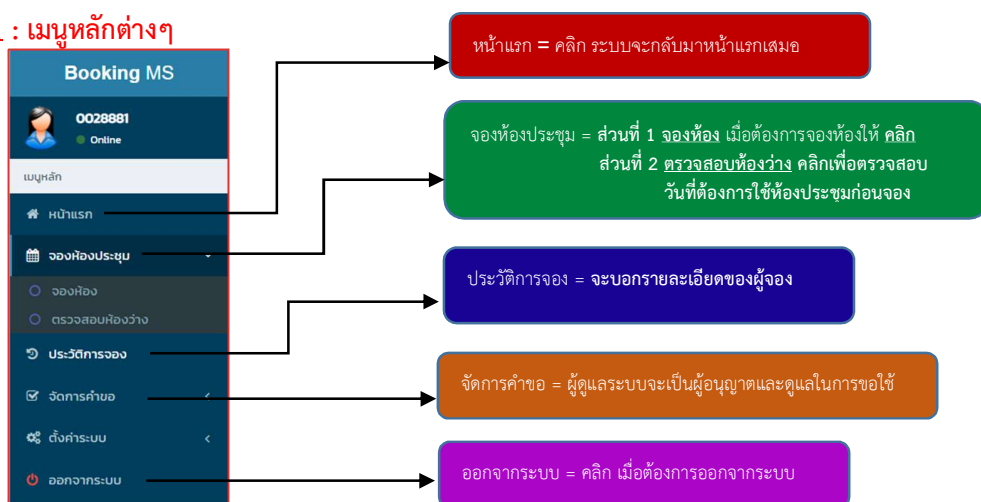 : เมนูหลักต่างๆ
Booking MS
0028881
Online
เมนูหลัก
หน้าแรก
จองห้องประชุม
จองห้อง
ตรวจสอบห้องว่าง
ประวัติการจอง
จัดการคำขอ
ตั้งค่าระบบ
ออกจากระบบ
หน้าแรก = คลิก ระบบจะกลับมาหน้าแรกเสมอ
จองห้องประชุม = ส่วนที่ 1 จองห้อง เมื่อต้องการจองห้องให้ คลิก
ส่วนที่ 2 ตรวจสอบห้องว่าง คลิกเพื่อตรวจสอบ
วันที่ต้องการใช้ห้องประชุมก่อนจอง
ประวัติการจอง = จะบอกรายละเอียดของผู้จอง
จัดการคำขอ = ผู้ดูแลระบบจะเป็นผู้อนุญาตและดูแลในการขอใช้
ออกจากระบบ = คลิก เมื่อต้องการออกจากระบบ